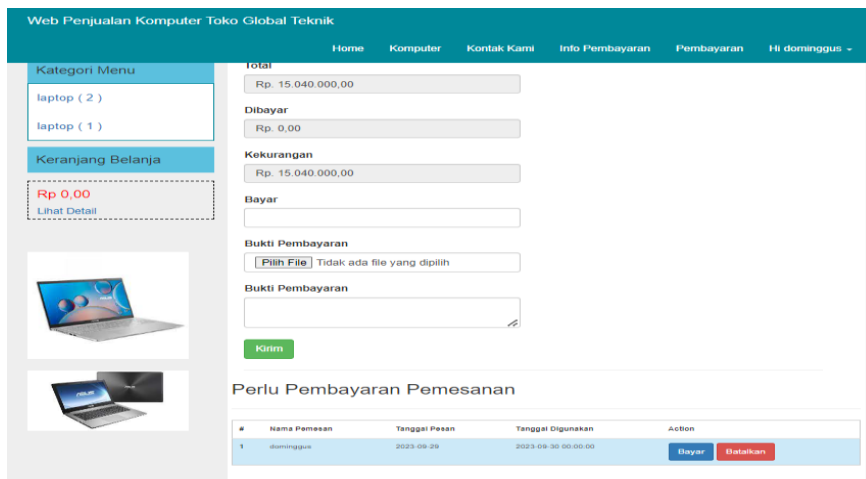 Web Penjualan Komputer Toko Global Teknik
Home Komputer Kontak Kami Info Pembayaran Pembayaran Hi dominggus
Kategori Menu
laptop ( 2 )
laptop ( 1 )
Keranjang Belanja
Rp 0,00
Lihat Detail
Total
Rp. 15.040.000,00
Dibayar
Rp. 0,00
Kekurangan
Rp. 15.040.000,00
Bayar
Bukti Pembayaran
Pilih File Tidak ada file yang dipilih
Bukti Pembayaran
Kirim
Perlu Pembayaran Pemesanan
# Nama Pemesan Tanggal Pesan Tanggal Digunakan Action
1 dominggus 2023-09-29 2023-09-30 00:00:00 Bayar Batalkan